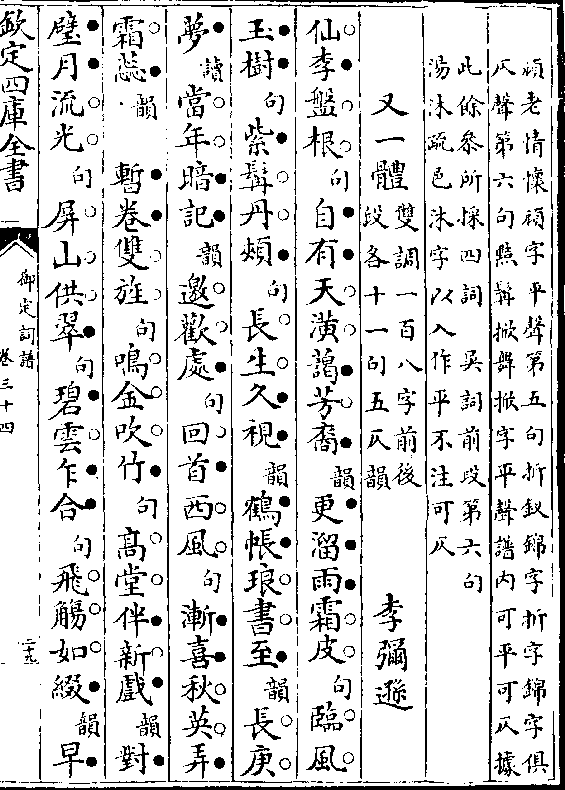 頑老情懷頑字平聲第五句折釵錦字折字錦字俱
仄聲第六句點鬂掀髯掀字平聲譜内可平可仄據
此餘參所採四詞　吳詞前段第六句
湯沐疏邑沐字以入作平不注可仄
又一體　雙調一百八字前後
段各十一句五仄韻　李彌遜
仙李盤根句自有天潢藹芳裔韻更溜雨霜皮句臨風
玉樹句紫髯丹頰句長生久視韻鶴帳琅書至韻長庚
夢讀當年暗記韻邀歡處句回首西風句漸喜秋英弄
霜蕊韻　暫卷雙旌句鳴金吹竹句高堂伴新戲韻對
璧月流光句屏山供翠句碧雲乍合句飛觴如綴韻早
欽定四庫全書
御定詞譜
卷三十四
二十九